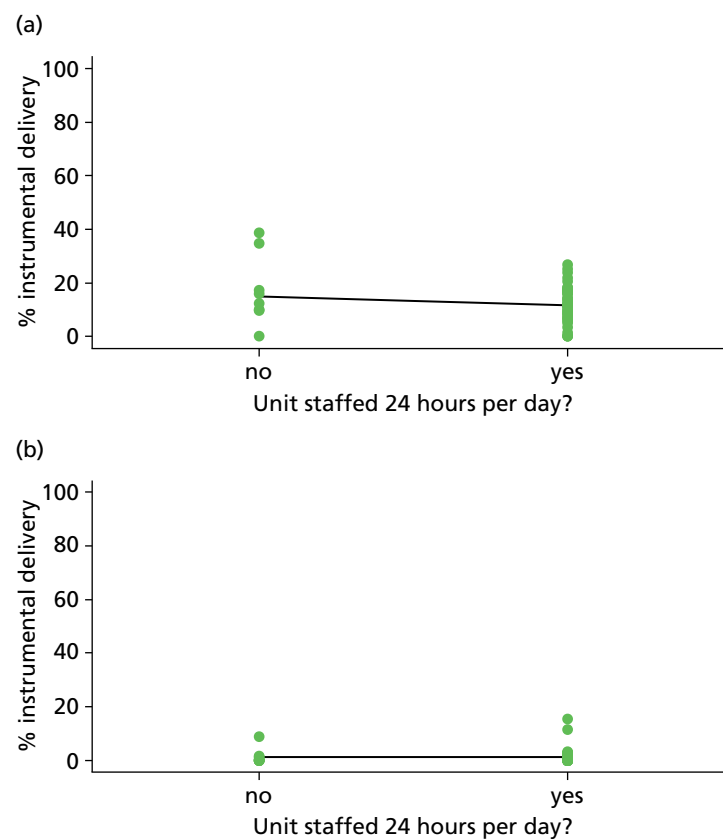 (a)
% instrumental delivery
100
80
60
40
20
0
no yes
Unit staffed 24 hours per day?
(b)
% instrumental delivery
100
80
60
40
20
0
no yes
Unit staffed 24 hours per day?